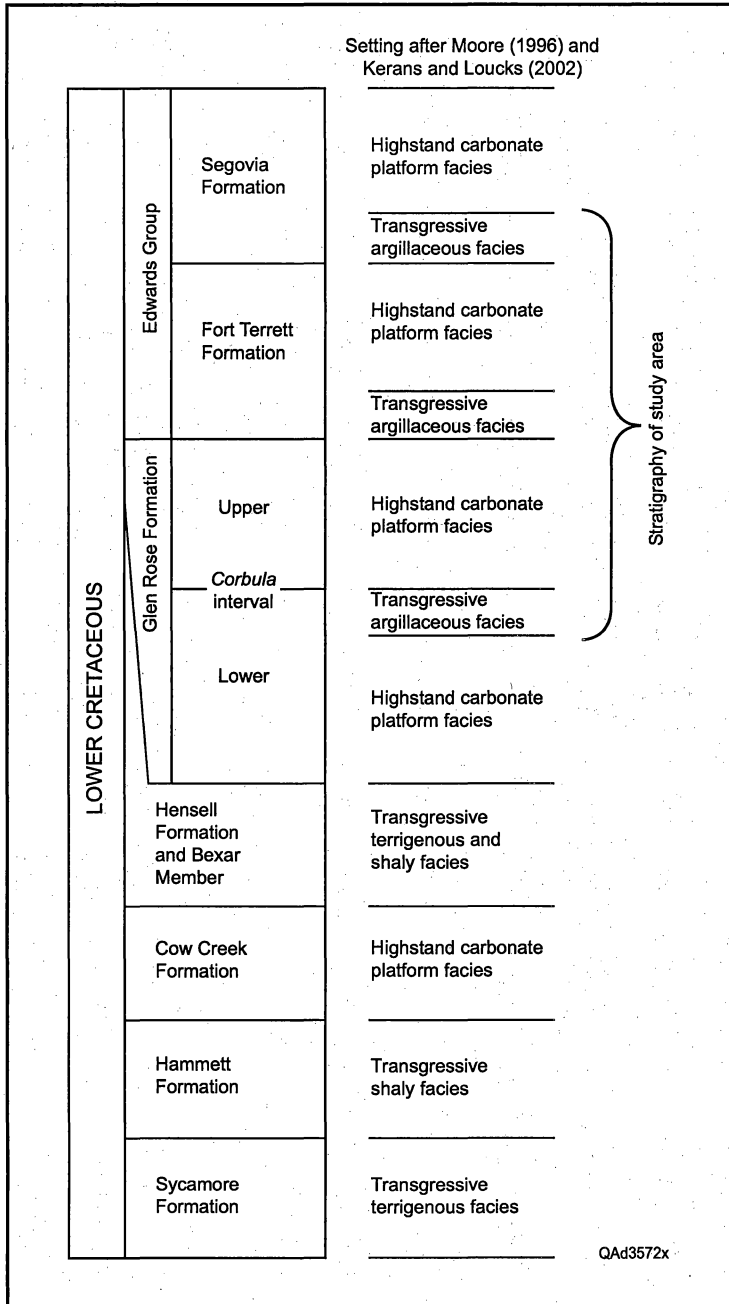 Setting after Moore (1996) and
Kerans and Loucks (2002)
LOWER CRETACEOUS
Edwards Group
Segovia
Formation
Highstand carbonate
platform facies
Transgressive
argillaceous facies
Fort Terrett
Formation
Highstand carbonate
platform facies
Transgressive
argillaceous facies
Stratigraphy of study area
Glen Rose Formation
Upper
Highstand carbonate
platform facies
Corbula
interval
Transgressive
argillaceous facies
Lower
Highstand carbonate
platform facies
Hensell
Formation
and Bexar
Member
Transgressive
terrigenous and
shaly facies
Cow Creek
Formation
Highstand carbonate
platform facies
Hammett
Formation
Transgressive
shaly facies
Sycamore
Formation
Transgressive
terrigenous facies
QAd3572x